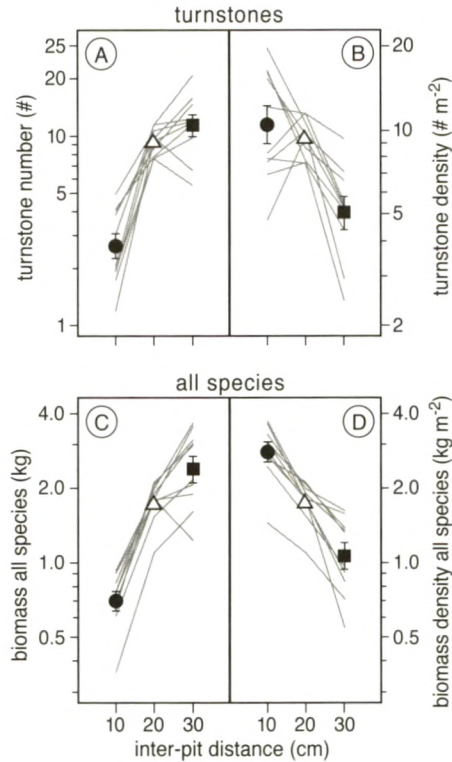 turnstones
A
B
25
20
10
5
1
turnstone number (#)
20
10
5
2
turnstone density (# m-2)
all species
C
D
4.0
2.0
1.0
0.5
biomass all species (kg)
4.0
2.0
1.0
0.5
biomass density all species (kg m-2)
10 20 30 10 20 30
inter-pit distance (cm)